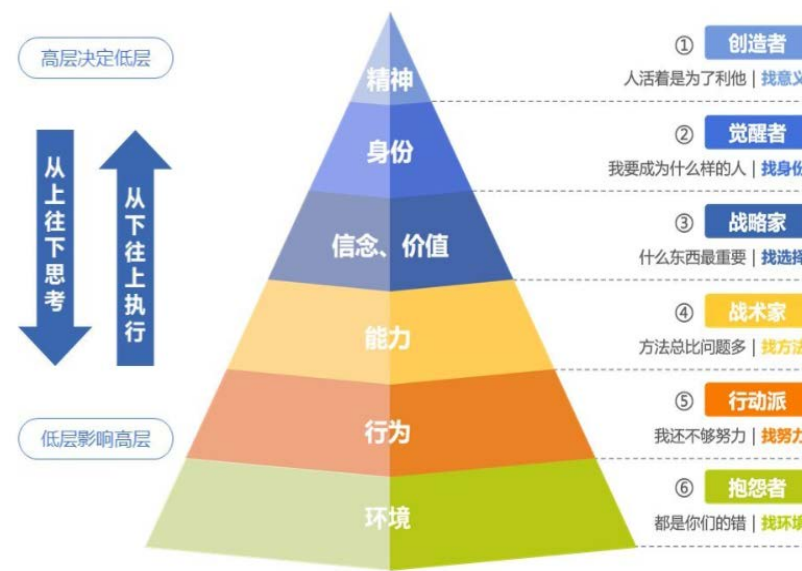 高层决定低层
从上往下思考
从下往上执行
低层影响高层
精神
身份
信念、价值
能力
行为
环境
① 创造者
人活着是为了利他 | 找意义
② 觉醒者
我要成为什么样的人 | 找身份
③ 战略家
什么东西最重要 | 找选择
④ 战术家
方法总比问题多 | 找方法
⑤ 行动派
我还不够努力 | 找努力
⑥ 抱怨者
都是你们的错 | 找环境